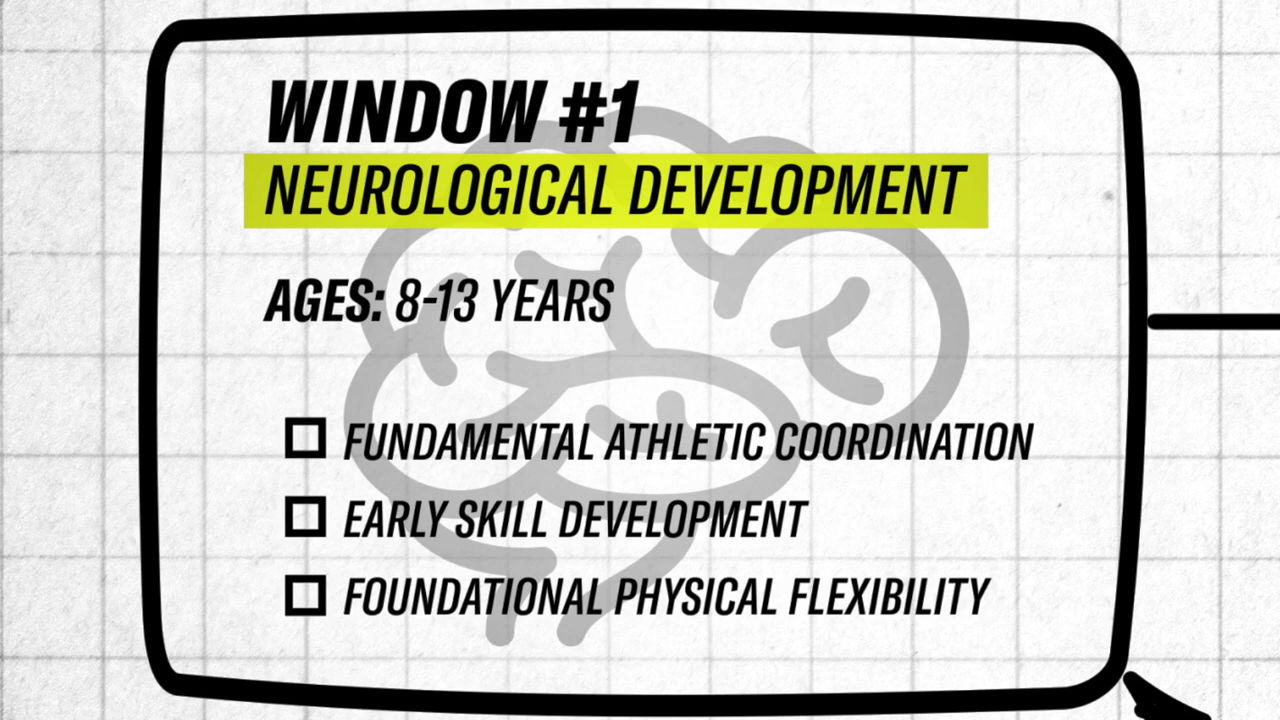 WINDOW #1
NEUROLOGICAL DEVELOPMENT
AGES: 8-13 YEARS
FUNDAMENTAL ATHLETIC COORDINATION
EARLY SKILL DEVELOPMENT
FOUNDATIONAL PHYSICAL FLEXIBILITY